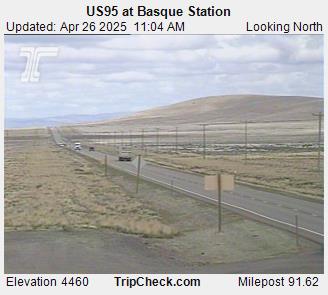 US95 at Basque Station
Updated: Apr 26 2025 11:04 AM Looking North
Elevation 4460 TripCheck.com Milepost 91.62